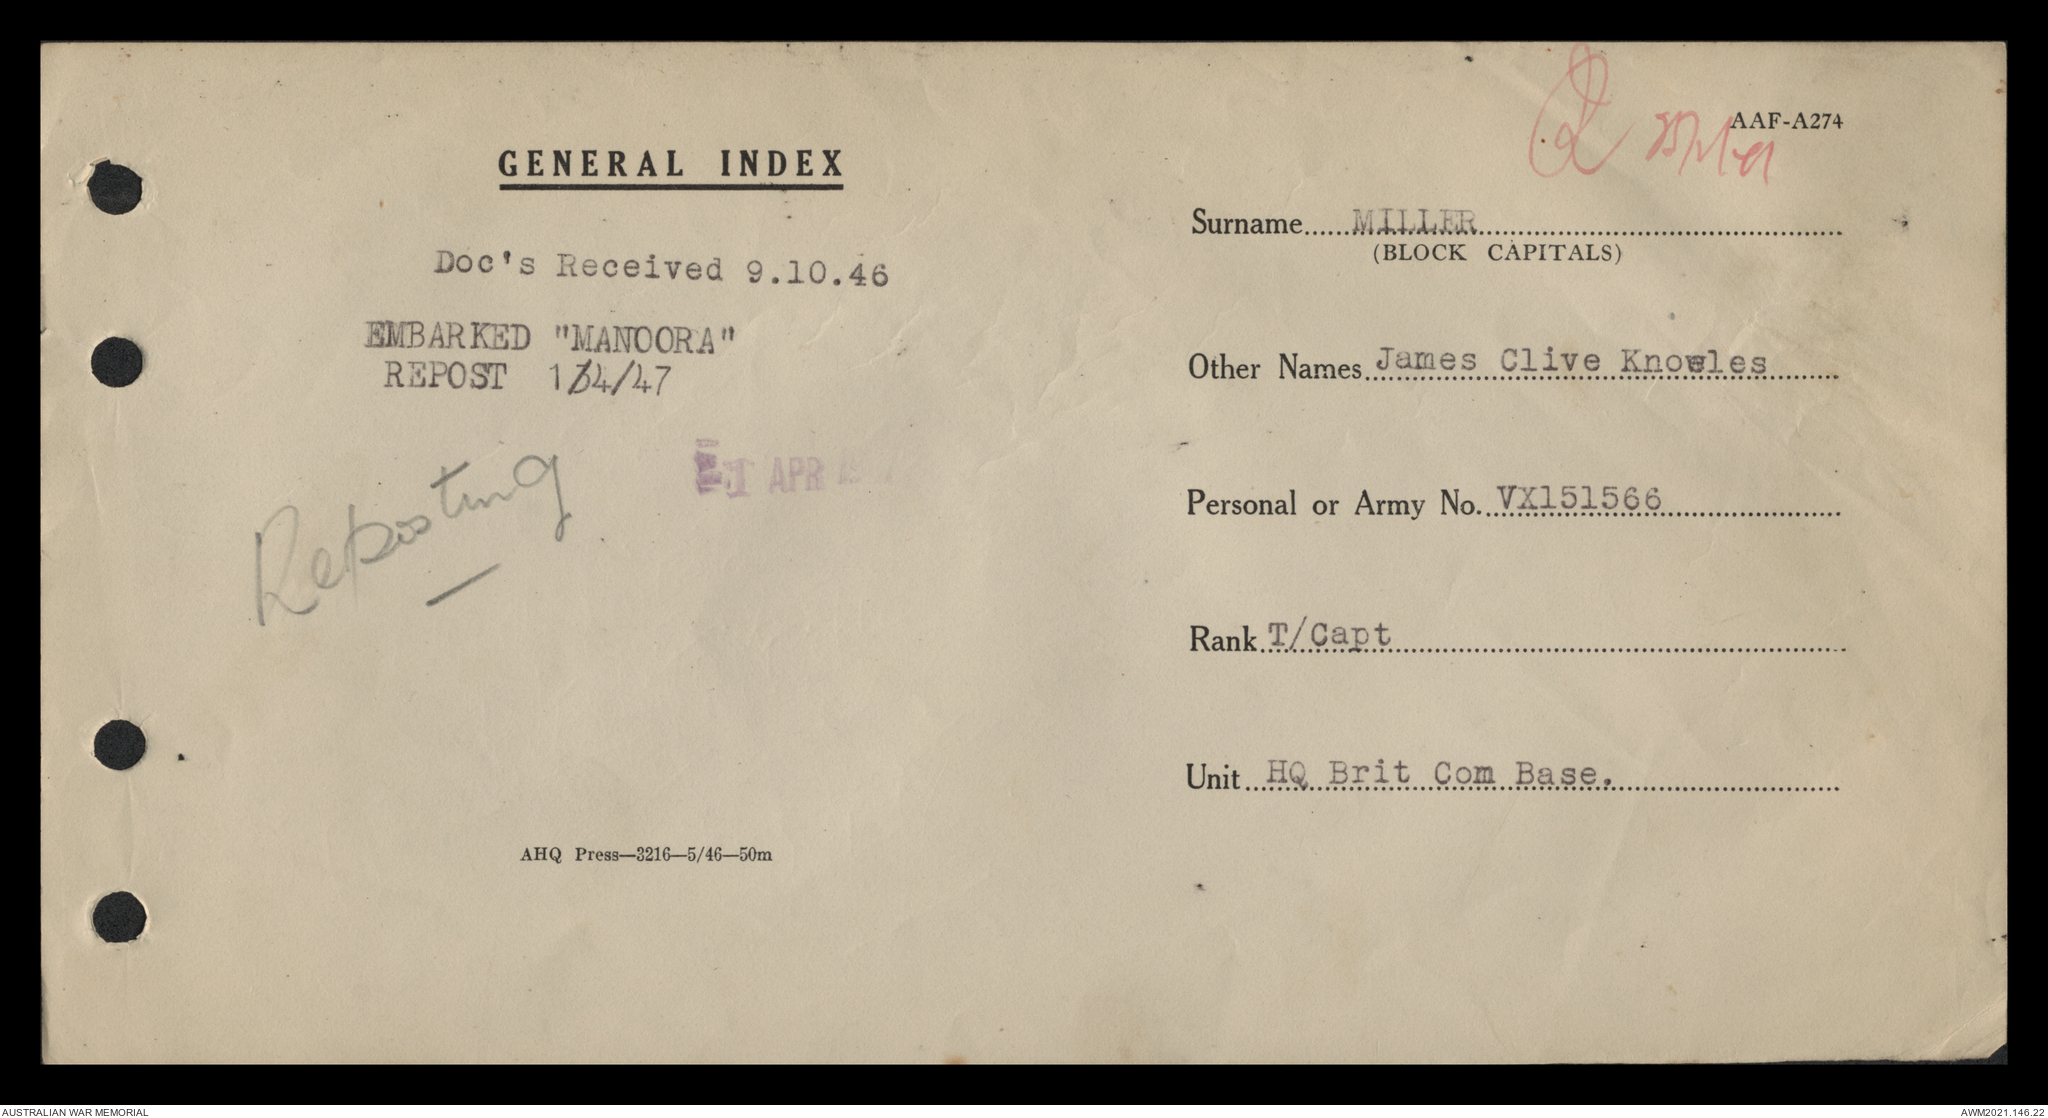 AAF-A274
GENERAL INDEX
Doc's Received 9.10.46
EMBARKED "MANOORA"
REPOST 1/4/47
1 APR
Reposting
AHQ Press—3216—5/46—50m
Surname MILLER
(BLOCK CAPITALS)
Other Names James Clive Knowles
Personal or Army No. VX151566
Rank T/Capt
Unit HQ Brit Com Base.
AUSTRALIAN WAR MEMORIAL
AWM2021.146.22